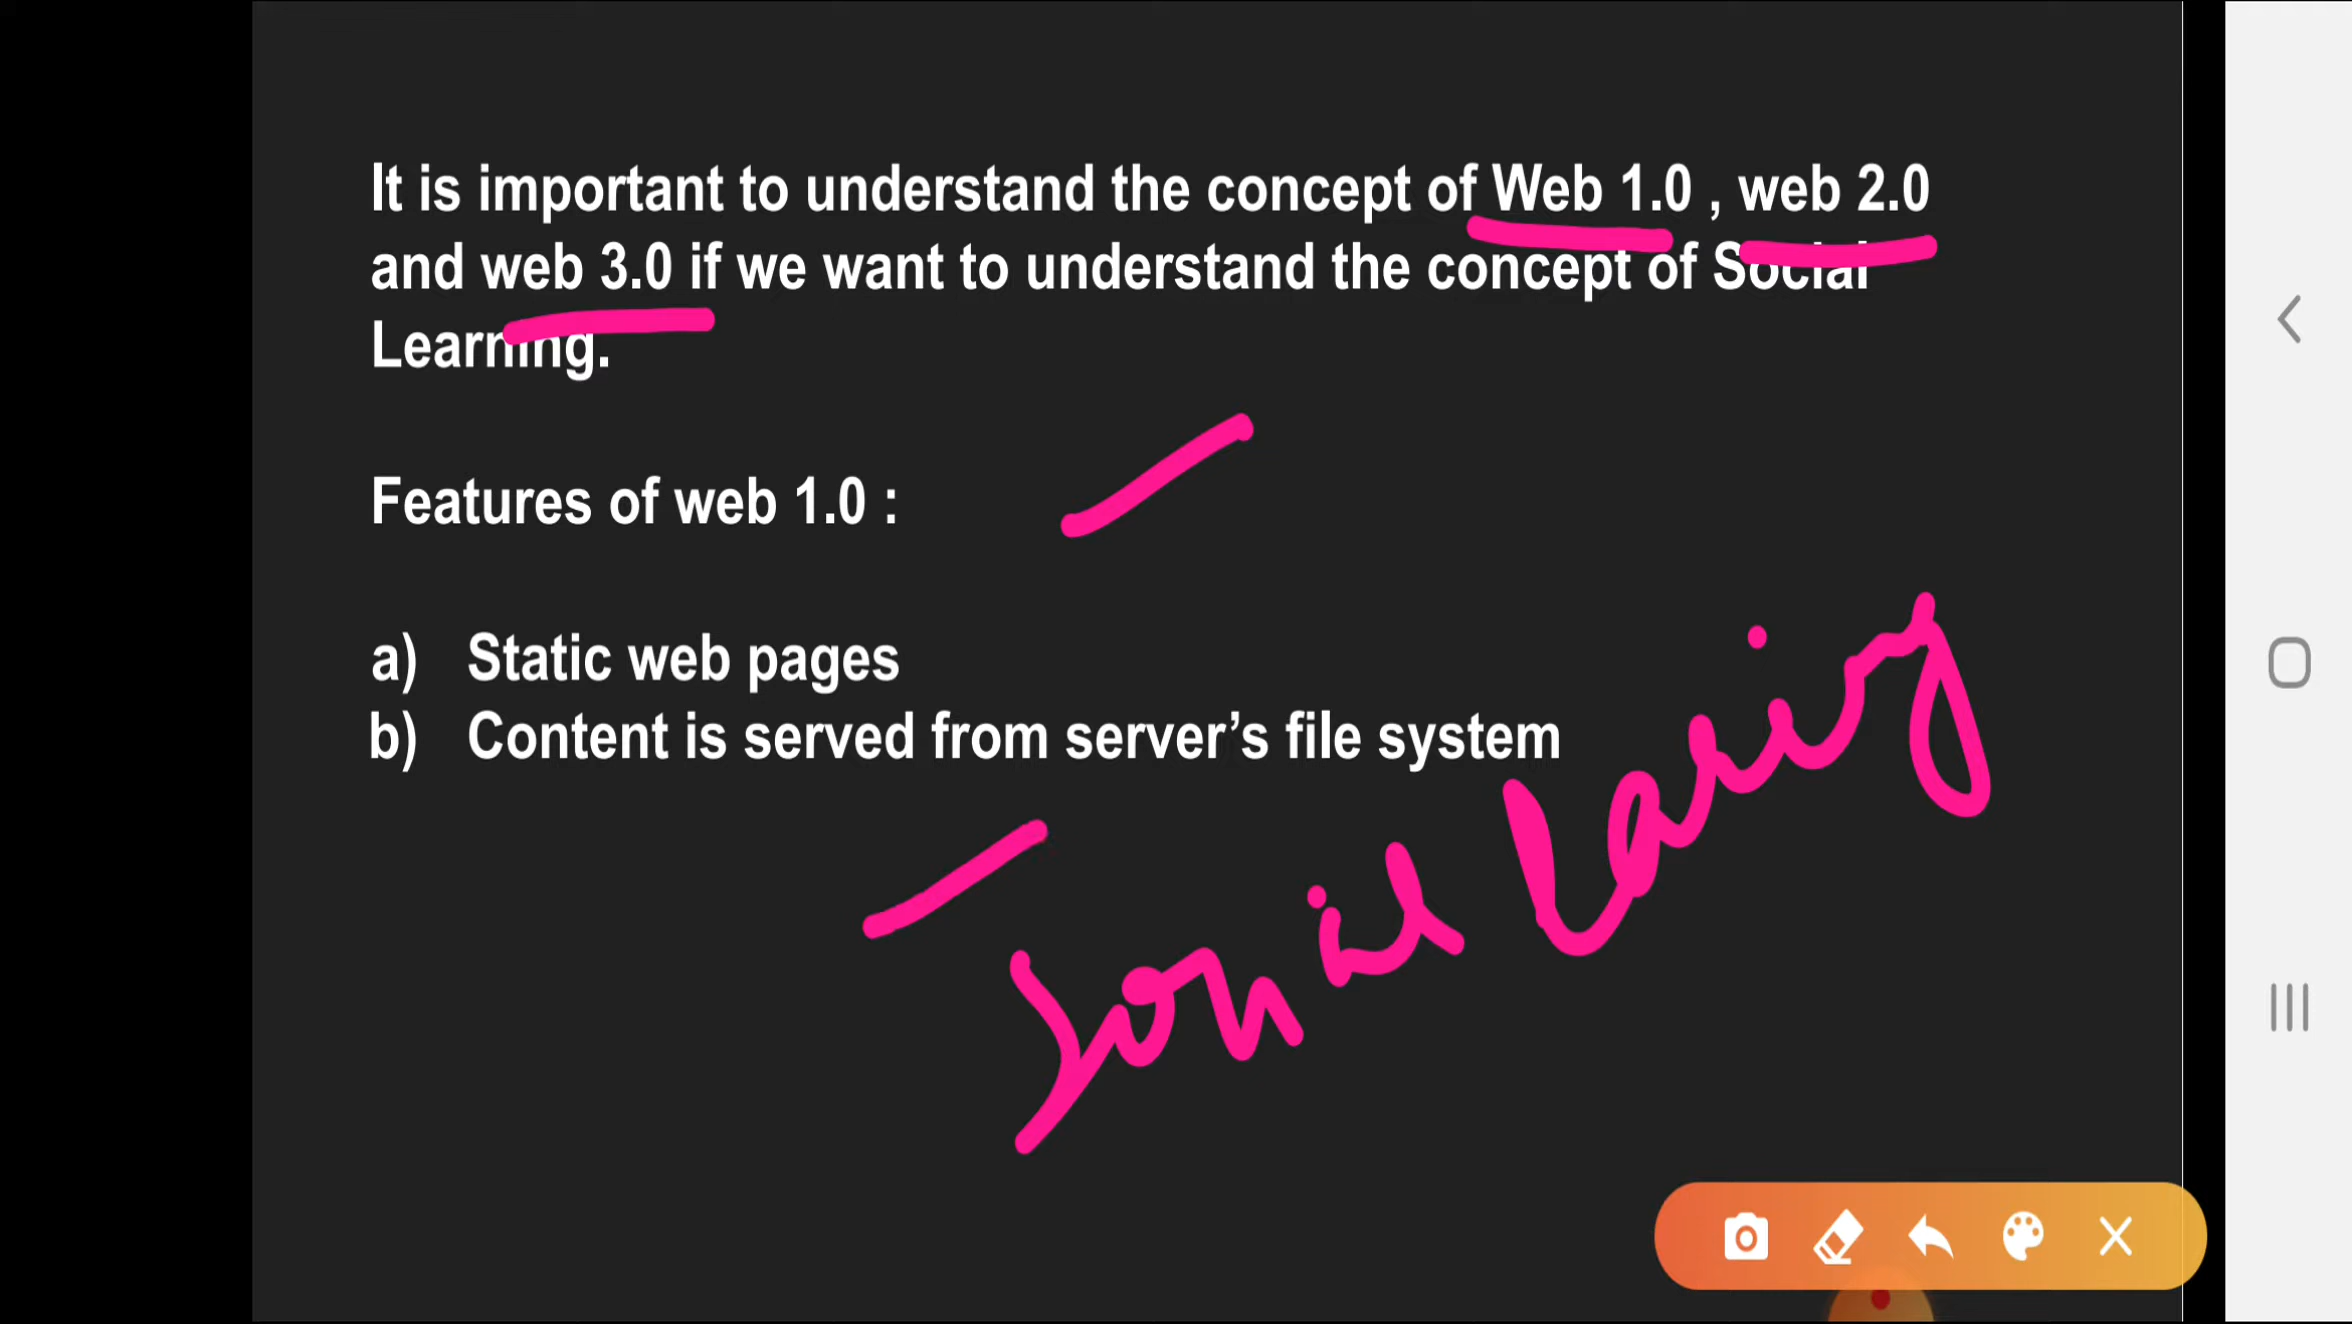 It is important to understand the concept of Web 1.0 , web 2.0
and web 3.0 if we want to understand the concept of Social
Learning.
Features of web 1.0 :
a) Static web pages
b) Content is served from server’s file system